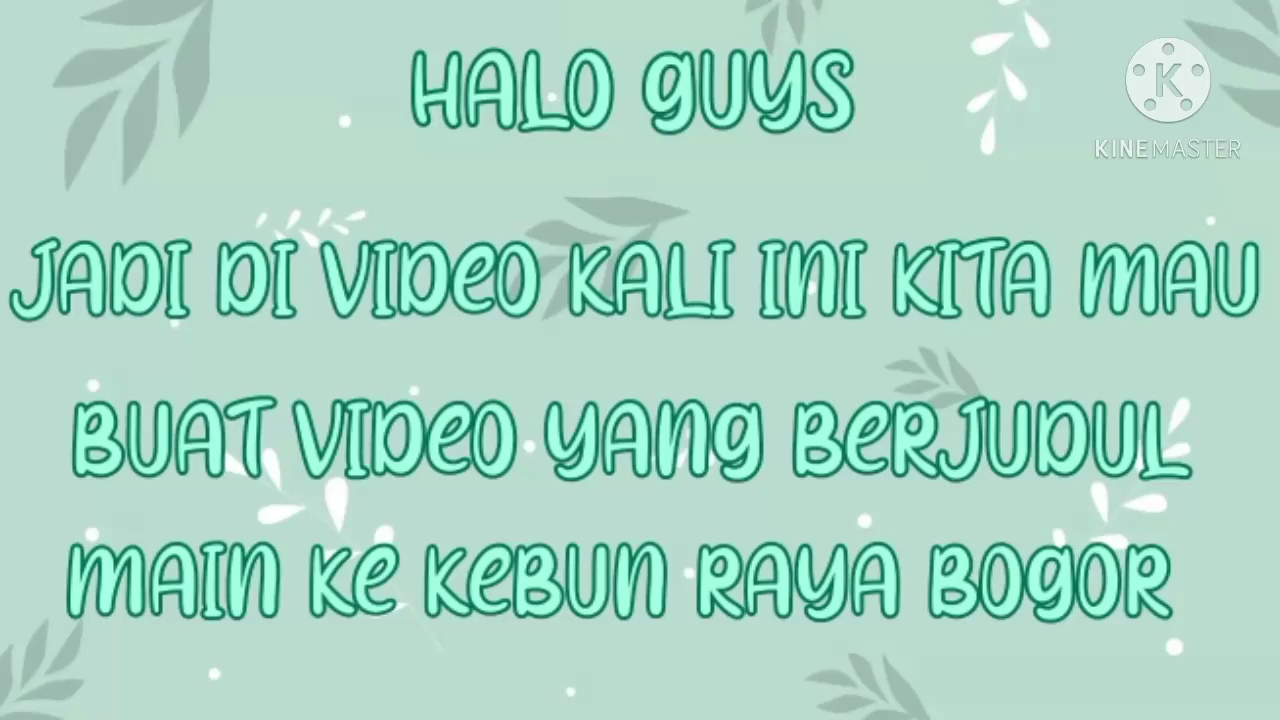 HALO GUYS
K
KINEMASTER
JADI DI VIDEO KALI INI KITA MAU
BUAT VIDEO YANG BERJUDUL
MAIN KE KEBUN RAYA BOGOR